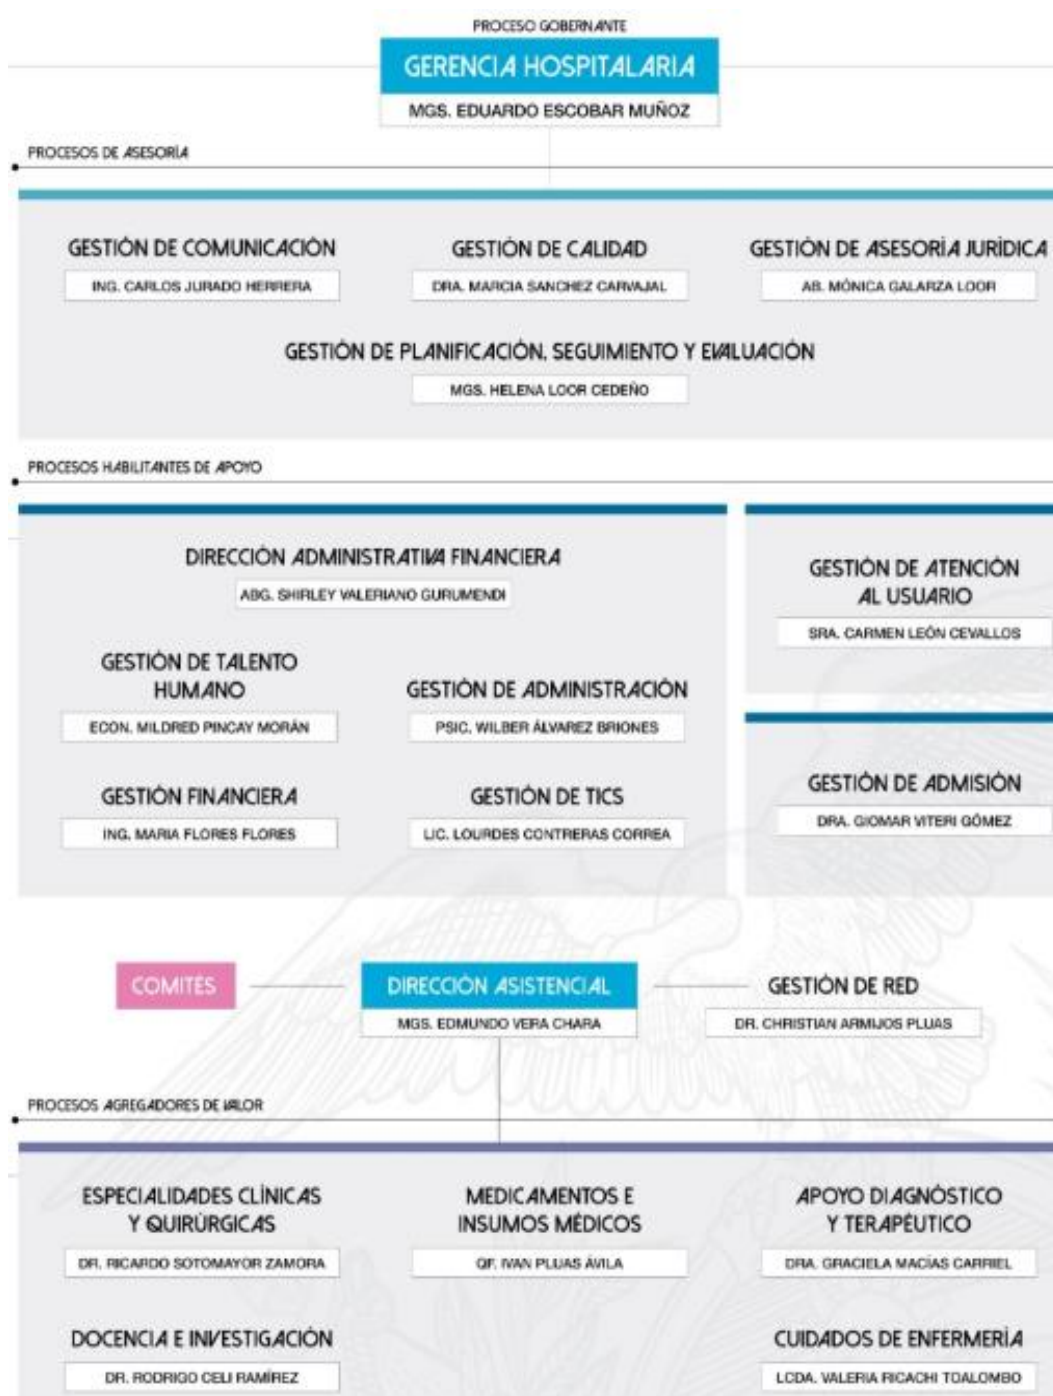 PROCESO GOBERNANTE
GERENCIA HOSPITALARIA
MGS. EDUARDO ESCOBAR MUÑOZ
PROCESOS DE ASESORÍA
GESTIÓN DE COMUNICACIÓN
ING. CARLOS JURADO HERRERA
GESTIÓN DE CALIDAD
DRA. MARCIA SANCHEZ CARVAJAL
GESTIÓN DE ASESORÍA JURÍDICA
AB. MÓNICA GALARZA LOOR
GESTIÓN DE PLANIFICACIÓN, SEGUIMIENTO Y EVALUACIÓN
MGS. HELENA LOOR CEDEÑO
PROCESOS HABILITANTES DE APOYO
DIRECCIÓN ADMINISTRATIVA FINANCIERA
ABG. SHIRLEY VALERIANO GURUMENDI
GESTIÓN DE TALENTO
HUMANO
ECON. MILDRED PINCAY MORÁN
GESTIÓN DE ADMINISTRACIÓN
PSIC. WILBER ÁLVAREZ BRIONES
GESTIÓN FINANCIERA
ING. MARIA FLORES FLORES
GESTIÓN DE TICS
LIC. LOURDES CONTRERAS CORREA
GESTIÓN DE ATENCIÓN
AL USUARIO
SRA. CARMEN LEÓN CEVALLOS
GESTIÓN DE ADMISIÓN
DRA. GIOMAR VITERI GÓMEZ
COMITÉS
DIRECCIÓN ASISTENCIAL
MGS. EDMUNDO VERA CHARA
GESTIÓN DE RED
DR. CHRISTIAN ARMIJOS PLUAS
PROCESOS AGREGADORES DE VALOR
ESPECIALIDADES CLÍNICAS
Y QUIRÚRGICAS
DR. RICARDO SOTOMAYOR ZAMORA
MEDICAMENTOS E
INSUMOS MÉDICOS
QF. IVAN PLUAS ÁVILA
APOYO DIAGNÓSTICO
Y TERAPÉUTICO
DRA. GRACIELA MACÍAS CARRIEL
DOCENCIA E INVESTIGACIÓN
DR. RODRIGO CELI RAMÍREZ
CUIDADOS DE ENFERMERÍA
LCDA. VALERIA RICACHI TOALOMBO